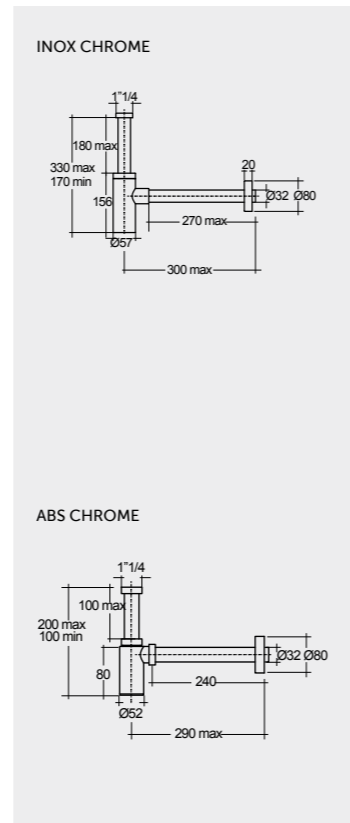 INOX CHROME
1"1/4
180 max
330 max
170 min
156
20
Ø32 Ø80
270 max
Ø57
300 max
ABS CHROME
1"1/4
100 max
200 max
100 min
80
Ø32 Ø80
240
Ø52
290 max